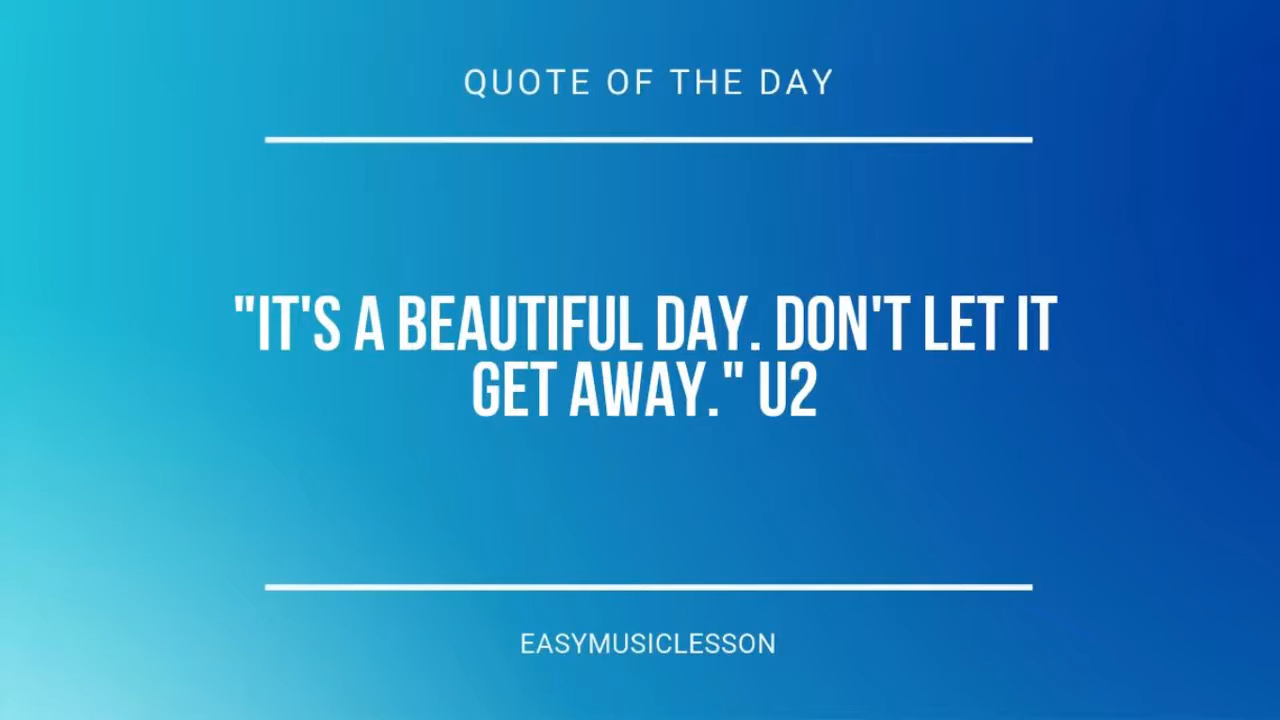 QUOTE OF THE DAY
"IT'S A BEAUTIFUL DAY. DON'T LET IT
GET AWAY." U2
EASYMUSICLESSON